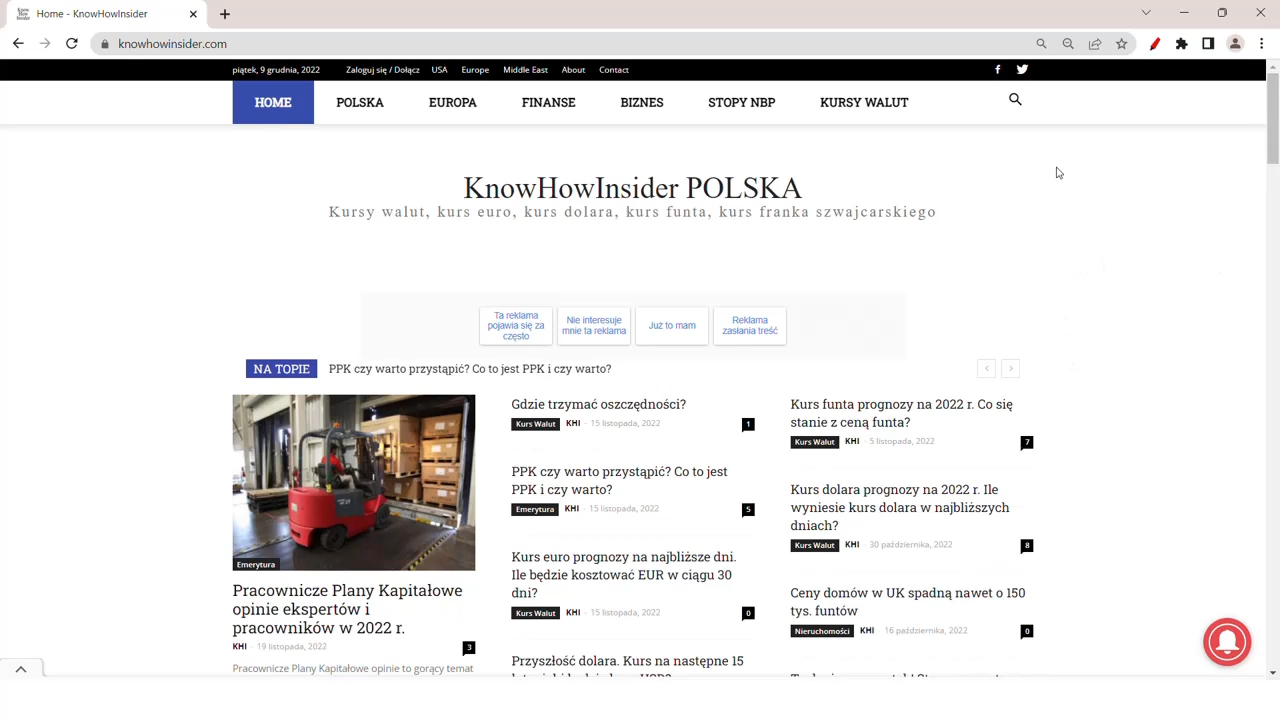 Home - KnowHowInsider
knowhowinsider.com
piątek, 9 grudnia, 2022 Zaloguj się / Dołącz USA Europe Middle East About Contact
HOME POLSKA EUROPA FINANSE BIZNES STOPY NBP KURSY WALUT
KnowHowInsider POLSKA
Kursy walut, kurs euro, kurs dolara, kurs funta, kurs franka szwajcarskiego
Ta reklama
pojawia się za
często
Nie interesuje
mnie ta reklama
Już to mam
Reklama
zasłania treść
NA TOPIE PPK czy warto przystąpić? Co to jest PPK i czy warto?
Emerytura
Pracownicze Plany Kapitałowe
opinie ekspertów i
pracowników w 2022 r.
KHI - 19 listopada, 2022 3
Pracownicze Plany Kapitałowe opinie to gorący temat
Gdzie trzymać oszczędności?
Kurs Walut KHI - 15 listopada, 2022 1
PPK czy warto przystąpić? Co to jest
PPK i czy warto?
Emerytura KHI - 15 listopada, 2022 5
Kurs euro prognozy na najbliższe dni.
Ile będzie kosztować EUR w ciągu 30
dni?
Kurs Walut KHI - 15 listopada, 2022 0
Przyszłość dolara. Kurs na następne 15
Kurs funta prognozy na 2022 r. Co się
stanie z ceną funta?
Kurs Walut KHI - 5 listopada, 2022 7
Kurs dolara prognozy na 2022 r. Ile
wyniesie kurs dolara w najbliższych
dniach?
Kurs Walut KHI - 30 października, 2022 8
Ceny domów w UK spadną nawet o 150
tys. funtów
Nieruchomości KHI - 16 października, 2022 0